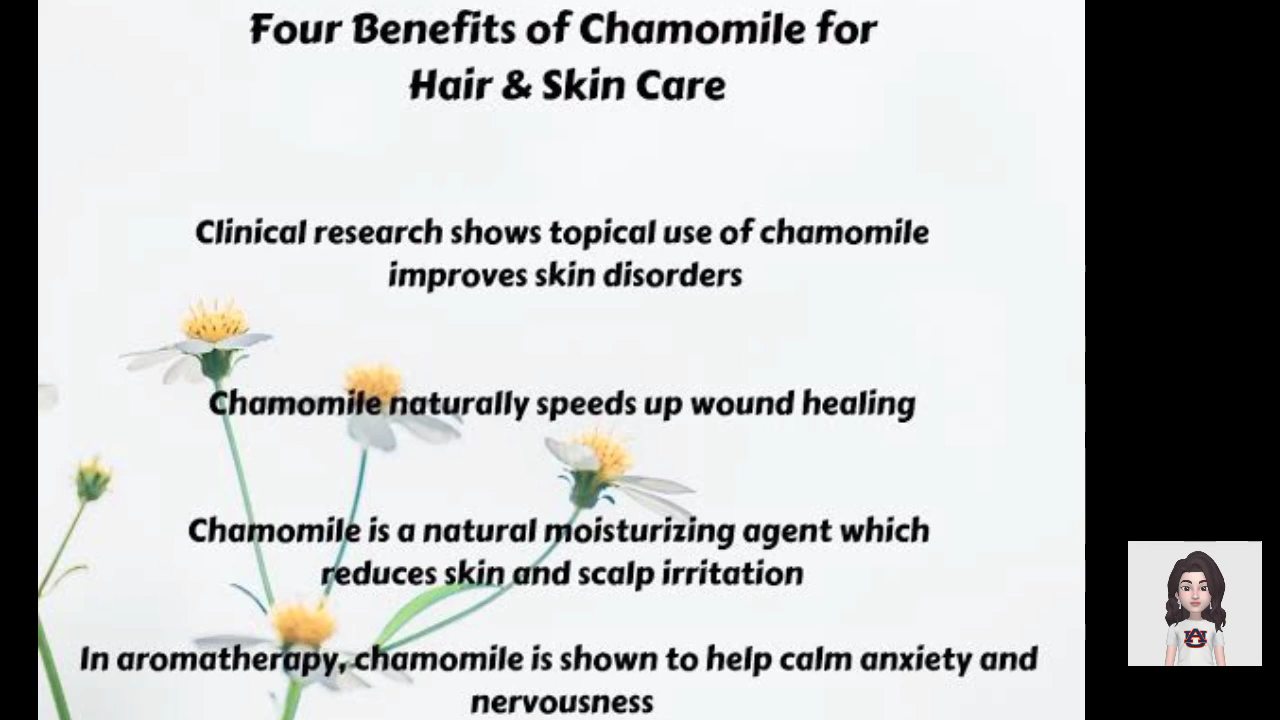 Four Benefits of Chamomile for
Hair & Skin Care
Clinical research shows topical use of chamomile
improves skin disorders
Chamomile naturally speeds up wound healing
Chamomile is a natural moisturizing agent which
reduces skin and scalp irritation
In aromatherapy, chamomile is shown to help calm anxiety and
nervousness
AU